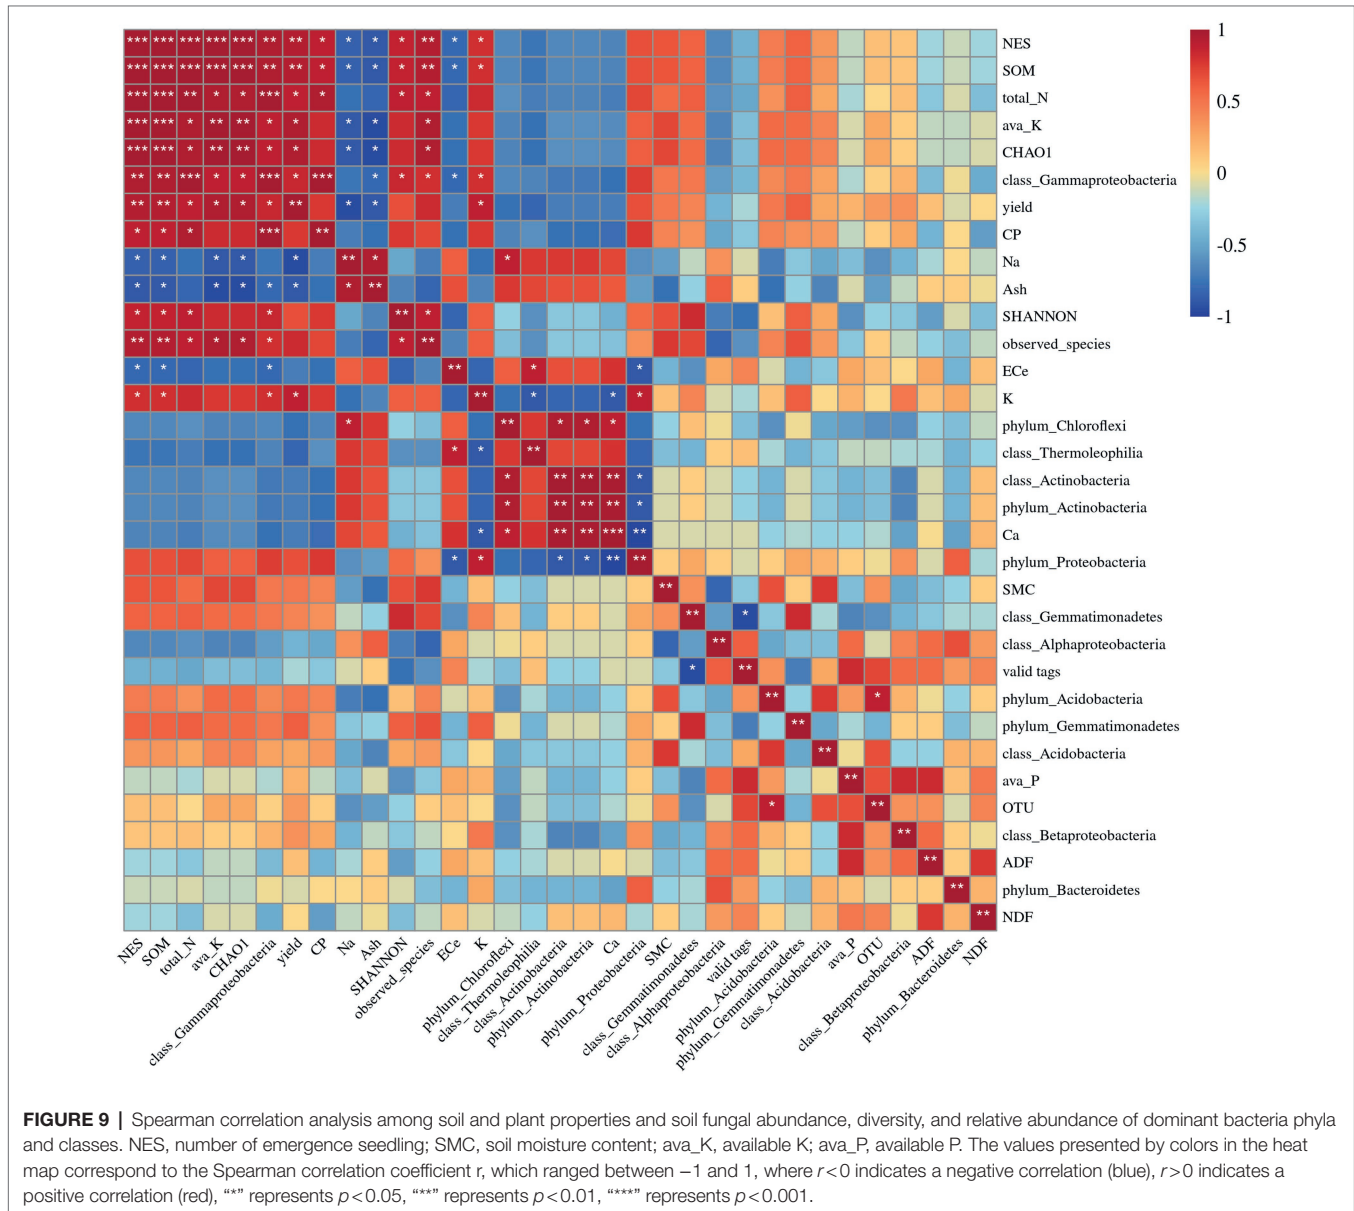 *** *** *** *** *** ** ** * * * * ** * * NES
*** *** *** *** *** ** ** * * * * ** * * SOM
*** *** ** * * *** * * * * total_N
*** *** * ** ** * * * * * ava_K
*** *** * ** ** * * * * * CHAO1
** ** *** * * *** * *** * * * * * class_Gammaproteobacteria
** ** * * * * ** * * * yield
* * * *** ** CP
* * * * * ** * * Na
* * * * * * * ** Ash
* * * * ** * SHANNON
** ** * * * * * ** observed_species
* * * ** * * ECe
* * * * ** * * * K
* ** * * * phylum_Chloroflexi
* * ** class_Thermoleophilia
* ** ** ** * class_Actinobacteria
* ** ** ** * phylum_Actinobacteria
* * ** ** *** ** Ca
* * * * ** ** phylum_Proteobacteria
** SMC
** * class_Gemmatimonadetes
** class_Alphaproteobacteria
* ** valid tags
** * phylum_Acidobacteria
** phylum_Gemmatimonadetes
** class_Acidobacteria
** ava_P
* ** OTU
** class_Betaproteobacteria
** ADF
** phylum_Bacteroidetes
** NDF
1
0.5
0
-0.5
-1
NES
SOM
total_N
ava_K
CHAO1
class_Gammaproteobacteria
yield
CP
Na
Ash
SHANNON
observed_species
ECe
K
phylum_Chloroflexi
class_Thermoleophilia
class_Actinobacteria
phylum_Actinobacteria
Ca
phylum_Proteobacteria
SMC
class_Gemmatimonadetes
class_Alphaproteobacteria
valid tags
phylum_Acidobacteria
phylum_Gemmatimonadetes
class_Acidobacteria
ava_P
OTU
class_Betaproteobacteria
ADF
phylum_Bacteroidetes
NDF
FIGURE 9 | Spearman correlation analysis among soil and plant properties and soil fungal abundance, diversity, and relative abundance of dominant bacteria phyla
and classes. NES, number of emergence seedling; SMC, soil moisture content; ava_K, available K; ava_P, available P. The values presented by colors in the heat
map correspond to the Spearman correlation coefficient r, which ranged between −1 and 1, where r<0 indicates a negative correlation (blue), r>0 indicates a
positive correlation (red), “*” represents p<0.05, “**” represents p<0.01, “***” represents p<0.001.